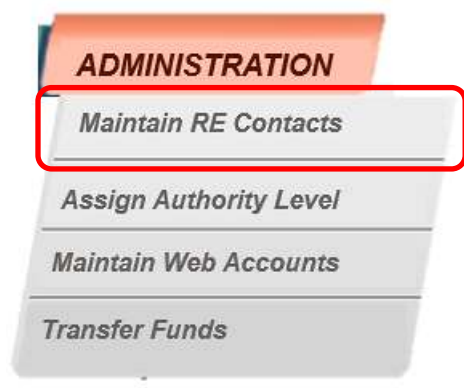 ADMINISTRATION
Maintain RE Contacts
Assign Authority Level
Maintain Web Accounts
Transfer Funds